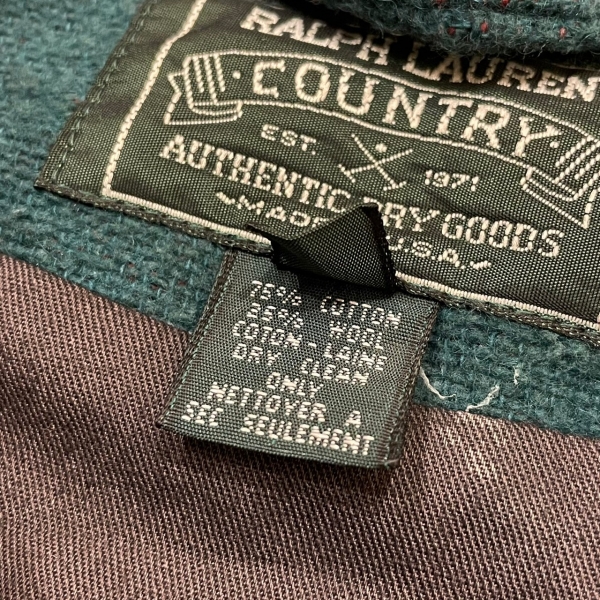 RALPH LAUREN
COUNTRY
EST. 1971
AUTHENTIC DRY GOODS
MADE U.S.A.
75% COTTON
25% WOOL
COTON-LAINE
DRY CLEAN
ONLY
NETTOYER A
SEC SEULEMENT